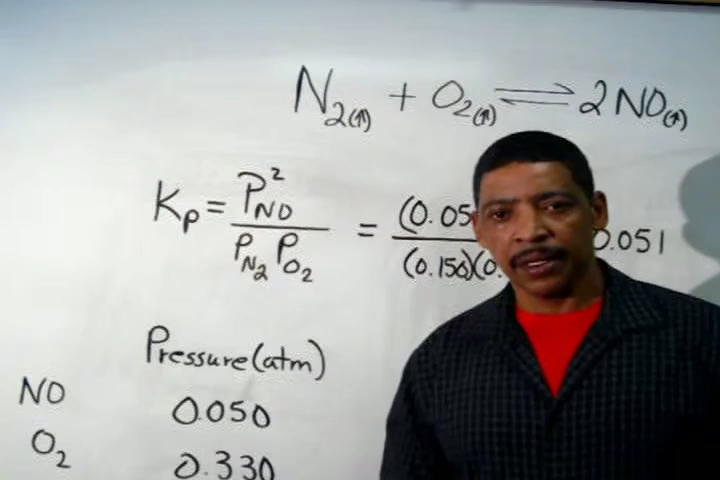 N₂(g) + O₂(g) ⇌ 2NO(g)
Kp = P²NO / PN₂ PO₂ = (0.05 / (0.150)(0. 0.051
Pressure (atm)
NO 0.050
O₂ 0.330